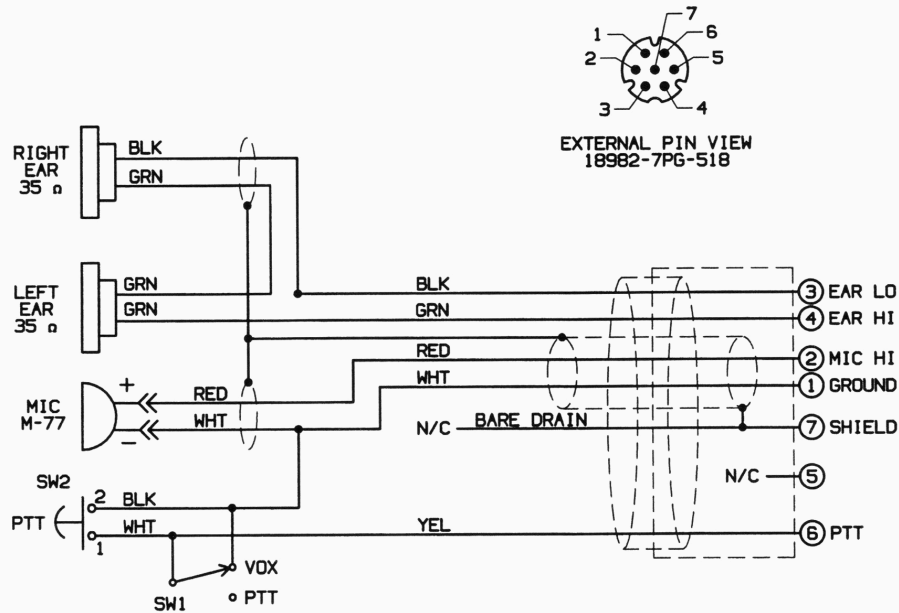 7
1
6
2
5
3
4
EXTERNAL PIN VIEW
18982-7PG-518
RIGHT
EAR
35 Ω
BLK
GRN
LEFT
EAR
35 Ω
GRN
GRN
BLK
GRN
3 EAR LO
4 EAR HI
RED
2 MIC HI
WHT
1 GROUND
MIC
M-77
+
RED
WHT
−
N/C
BARE DRAIN
7 SHIELD
N/C
5
SW2
PTT
2
BLK
WHT
1
YEL
6 PTT
VOX
SW1
PTT